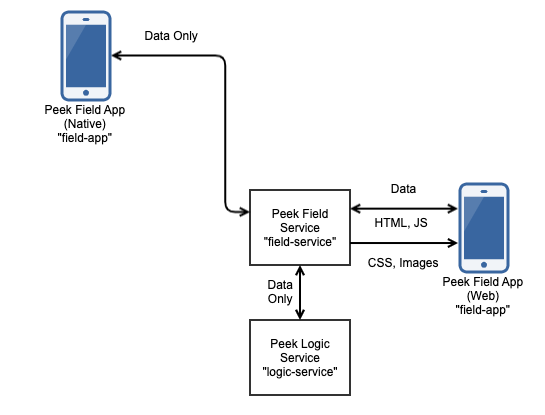 Data Only
Peek Field App
(Native)
"field-app"
Peek Field
Service
"field-service"
Data
HTML, JS
CSS, Images
Peek Field App
(Web)
"field-app"
Data
Only
Peek Logic
Service
"logic-service"